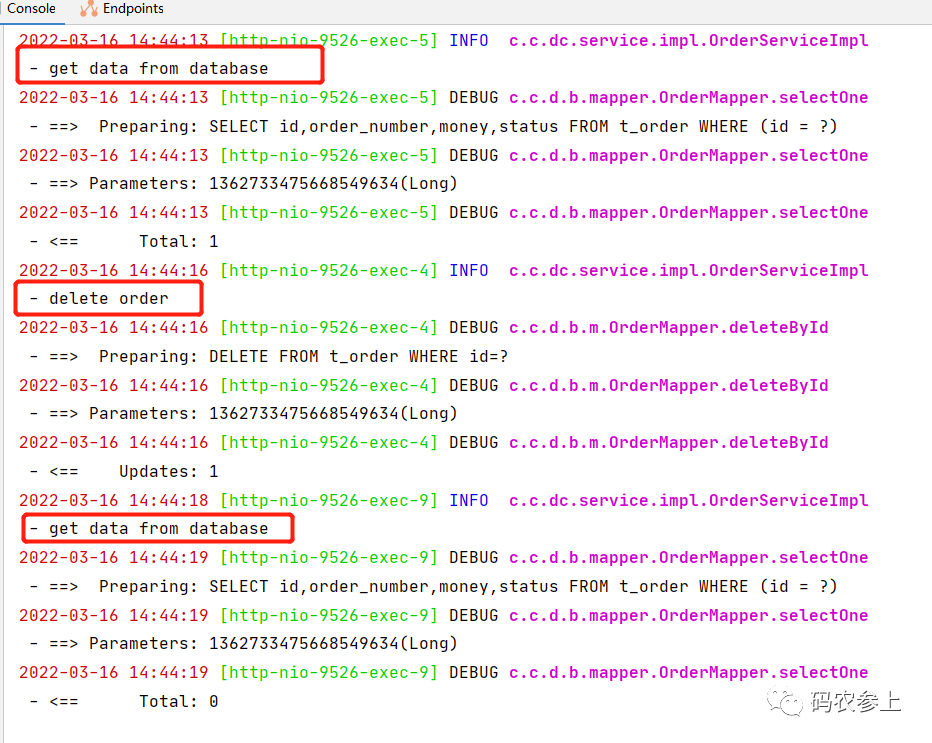 Console Endpoints
2022-03-16 14:44:13 [http-nio-9526-exec-5] INFO  c.c.dc.service.impl.OrderServiceImpl
- get data from database
2022-03-16 14:44:13 [http-nio-9526-exec-5] DEBUG c.c.d.b.mapper.OrderMapper.selectOne
- ==>  Preparing: SELECT id,order_number,money,status FROM t_order WHERE (id = ?)
2022-03-16 14:44:13 [http-nio-9526-exec-5] DEBUG c.c.d.b.mapper.OrderMapper.selectOne
- ==> Parameters: 1362733475668549634(Long)
2022-03-16 14:44:13 [http-nio-9526-exec-5] DEBUG c.c.d.b.mapper.OrderMapper.selectOne
- <==      Total: 1
2022-03-16 14:44:16 [http-nio-9526-exec-4] INFO  c.c.dc.service.impl.OrderServiceImpl
- delete order
2022-03-16 14:44:16 [http-nio-9526-exec-4] DEBUG c.c.d.b.m.OrderMapper.deleteById
- ==>  Preparing: DELETE FROM t_order WHERE id=?
2022-03-16 14:44:16 [http-nio-9526-exec-4] DEBUG c.c.d.b.m.OrderMapper.deleteById
- ==> Parameters: 1362733475668549634(Long)
2022-03-16 14:44:16 [http-nio-9526-exec-4] DEBUG c.c.d.b.m.OrderMapper.deleteById
- <==    Updates: 1
2022-03-16 14:44:18 [http-nio-9526-exec-9] INFO  c.c.dc.service.impl.OrderServiceImpl
- get data from database
2022-03-16 14:44:19 [http-nio-9526-exec-9] DEBUG c.c.d.b.mapper.OrderMapper.selectOne
- ==>  Preparing: SELECT id,order_number,money,status FROM t_order WHERE (id = ?)
2022-03-16 14:44:19 [http-nio-9526-exec-9] DEBUG c.c.d.b.mapper.OrderMapper.selectOne
- ==> Parameters: 1362733475668549634(Long)
2022-03-16 14:44:19 [http-nio-9526-exec-9] DEBUG c.c.d.b.mapper.OrderMapper.selectOne
- <==      Total: 0
码农参上